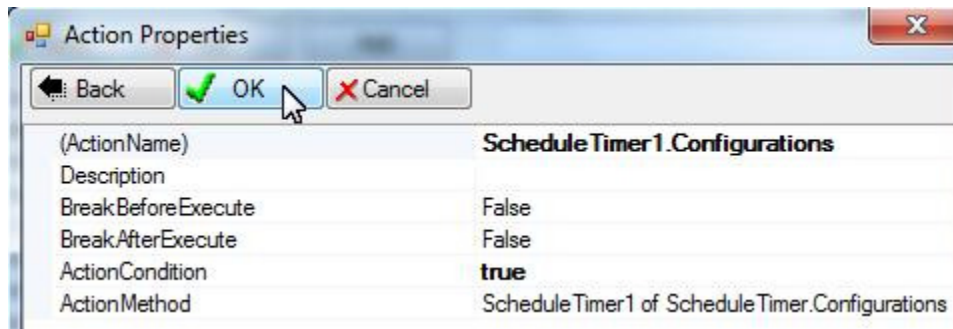 Action Properties
Back OK Cancel
(ActionName) ScheduleTimer1.Configurations
Description
BreakBeforeExecute False
BreakAfterExecute False
ActionCondition true
ActionMethod ScheduleTimer1 of ScheduleTimer.Configurations